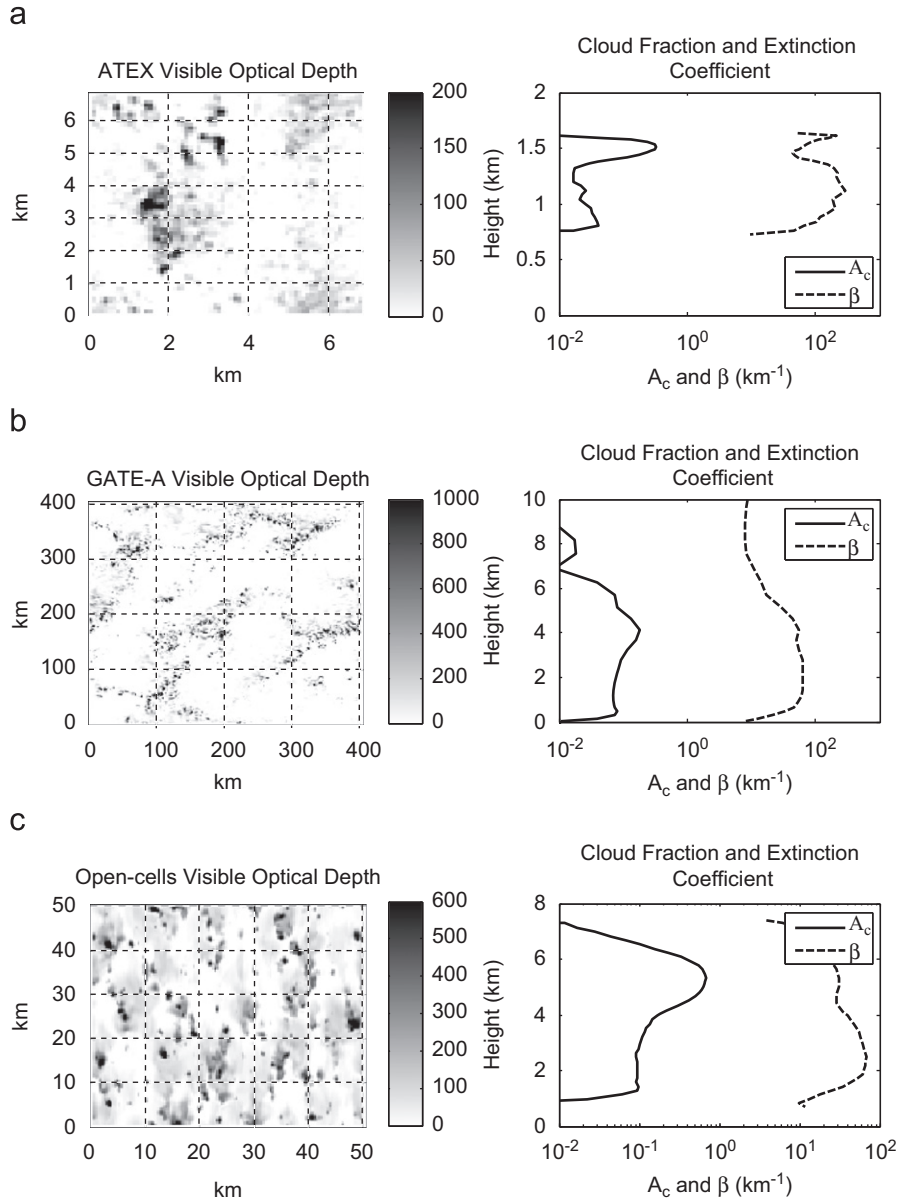 a
ATEX Visible Optical Depth
6
5
4
3
2
1
0
km
0 2 4 6
km
200
150
100
50
0
Cloud Fraction and Extinction
Coefficient
2
1.5
1
0.5
0
Height (km)
A_c
β
10^-2 10^0 10^2
A_c and β (km^-1)
b
GATE-A Visible Optical Depth
400
300
200
100
0
km
0 100 200 300 400
km
1000
800
600
400
200
0
Cloud Fraction and Extinction
Coefficient
10
8
6
4
2
0
Height (km)
A_c
β
10^-2 10^0 10^2
A_c and β (km^-1)
c
Open-cells Visible Optical Depth
50
40
30
20
10
0
km
0 10 20 30 40 50
km
600
500
400
300
200
100
0
Cloud Fraction and Extinction
Coefficient
8
6
4
2
0
Height (km)
A_c
β
10^-2 10^-1 10^0 10^1 10^2
A_c and β (km^-1)